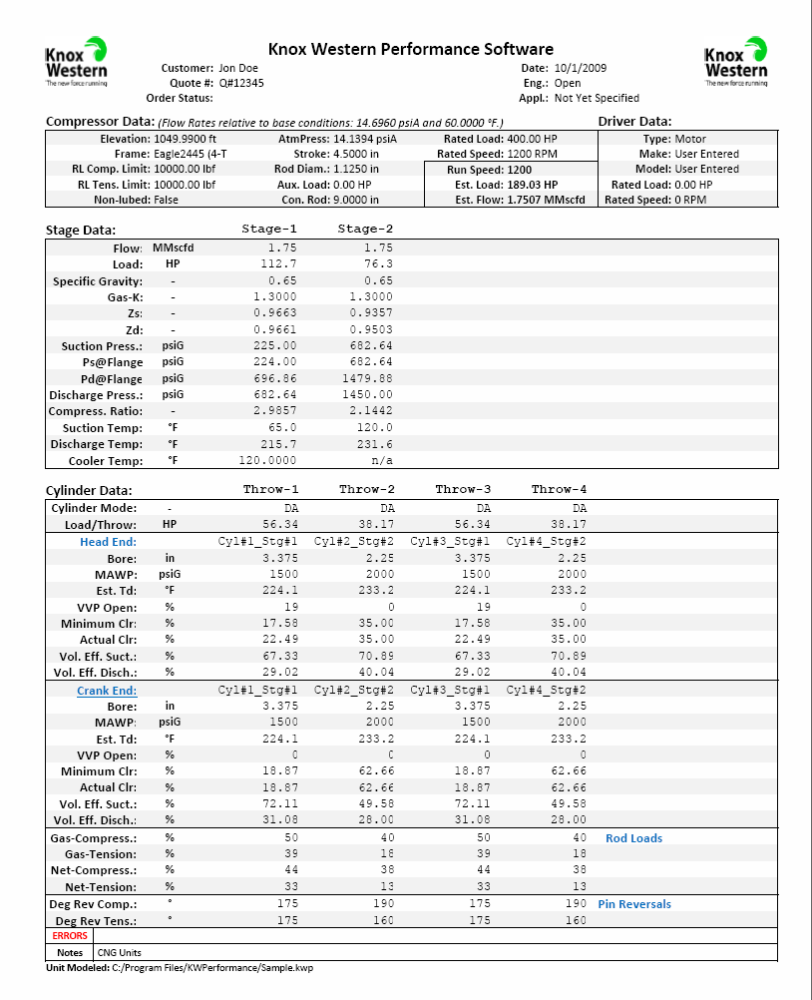 Knox Western The new force running
Knox Western Performance Software
Knox Western The new force running
Customer: Jon Doe Date: 10/1/2009
Quote #: Q#12345 Eng.: Open
Order Status: Appl.: Not Yet Specified
Compressor Data: (Flow Rates relative to base conditions: 14.6960 psiA and 60.0000 °F.) Driver Data:
Elevation: 1049.9900 ft AtmPress: 14.1394 psiA Rated Load: 400.00 HP Type: Motor
Frame: Eagle2445 (4-T Stroke: 4.5000 in Rated Speed: 1200 RPM Make: User Entered
RL Comp. Limit: 10000.00 lbf Rod Diam.: 1.1250 in Run Speed: 1200 Model: User Entered
RL Tens. Limit: 10000.00 lbf Aux. Load: 0.00 HP Est. Load: 189.03 HP Rated Load: 0.00 HP
Non-lubed: False Con. Rod: 9.0000 in Est. Flow: 1.7507 MMscfd Rated Speed: 0 RPM
Stage Data: Stage-1 Stage-2
Flow: MMscfd 1.75 1.75
Load: HP 112.7 76.3
Specific Gravity: - 0.65 0.65
Gas-K: - 1.3000 1.3000
Zs: - 0.9663 0.9357
Zd: - 0.9661 0.9503
Suction Press.: psiG 225.00 682.64
Ps@Flange psiG 224.00 682.64
Pd@Flange psiG 696.86 1479.88
Discharge Press.: psiG 682.64 1450.00
Compress. Ratio: - 2.9857 2.1442
Suction Temp: °F 65.0 120.0
Discharge Temp: °F 215.7 231.6
Cooler Temp: °F 120.0000 n/a
Cylinder Data: Throw-1 Throw-2 Throw-3 Throw-4
Cylinder Mode: - DA DA DA DA
Load/Throw: HP 56.34 38.17 56.34 38.17
Head End: Cyl#1_Stg#1 Cyl#2_Stg#2 Cyl#3_Stg#1 Cyl#4_Stg#2
Bore: in 3.375 2.25 3.375 2.25
MAWP: psiG 1500 2000 1500 2000
Est. Td: °F 224.1 233.2 224.1 233.2
VVP Open: % 19 0 19 0
Minimum Clr: % 17.58 35.00 17.58 35.00
Actual Clr: % 22.49 35.00 22.49 35.00
Vol. Eff. Suct.: % 67.33 70.89 67.33 70.89
Vol. Eff. Disch.: % 29.02 40.04 29.02 40.04
Crank End: Cyl#1_Stg#1 Cyl#2_Stg#2 Cyl#3_Stg#1 Cyl#4_Stg#2
Bore: in 3.375 2.25 3.375 2.25
MAWP: psiG 1500 2000 1500 2000
Est. Td: °F 224.1 233.2 224.1 233.2
VVP Open: % 0 0 0 0
Minimum Clr: % 18.87 62.66 18.87 62.66
Actual Clr: % 18.87 62.66 18.87 62.66
Vol. Eff. Suct.: % 72.11 49.58 72.11 49.58
Vol. Eff. Disch.: % 31.08 28.00 31.08 28.00
Gas-Compress.: % 50 40 50 40 Rod Loads
Gas-Tension: % 39 18 39 18
Net-Compress.: % 44 38 44 38
Net-Tension: % 33 13 33 13
Deg Rev Comp.: ° 175 190 175 190 Pin Reversals
Deg Rev Tens.: ° 175 160 175 160
ERRORS
Notes CNG Units
Unit Modeled: C:/Program Files/KWPerformance/Sample.kwp